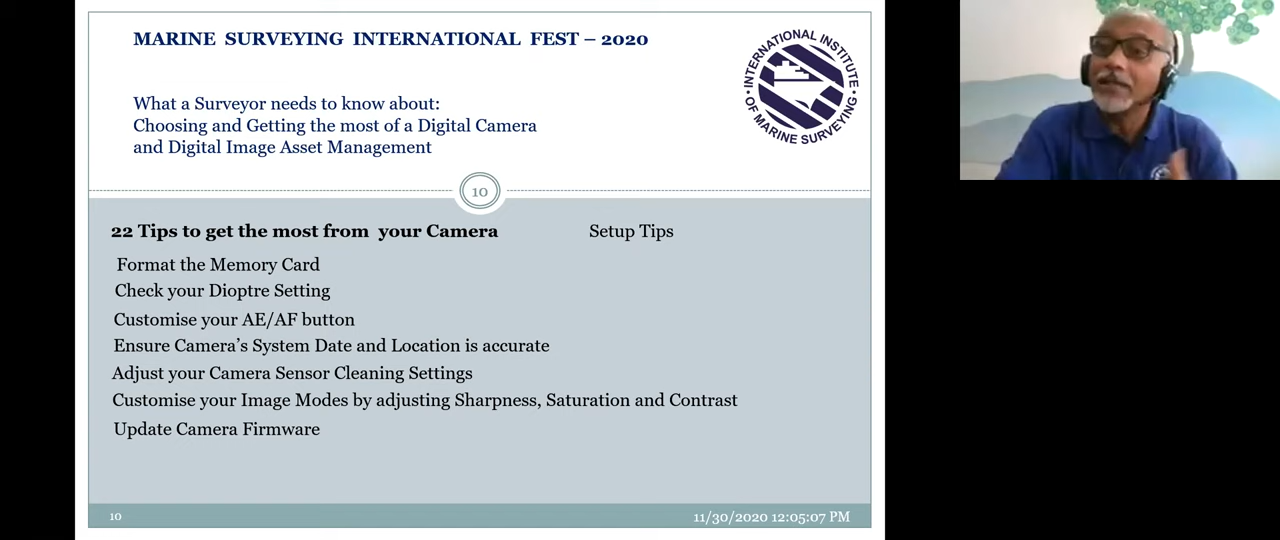 MARINE SURVEYING INTERNATIONAL FEST – 2020
INTERNATIONAL INSTITUTE
• OF MARINE SURVEYING •
What a Surveyor needs to know about:
Choosing and Getting the most of a Digital Camera
and Digital Image Asset Management
10
22 Tips to get the most from your Camera Setup Tips
Format the Memory Card
Check your Dioptre Setting
Customise your AE/AF button
Ensure Camera's System Date and Location is accurate
Adjust your Camera Sensor Cleaning Settings
Customise your Image Modes by adjusting Sharpness, Saturation and Contrast
Update Camera Firmware
10 11/30/2020 12:05:07 PM